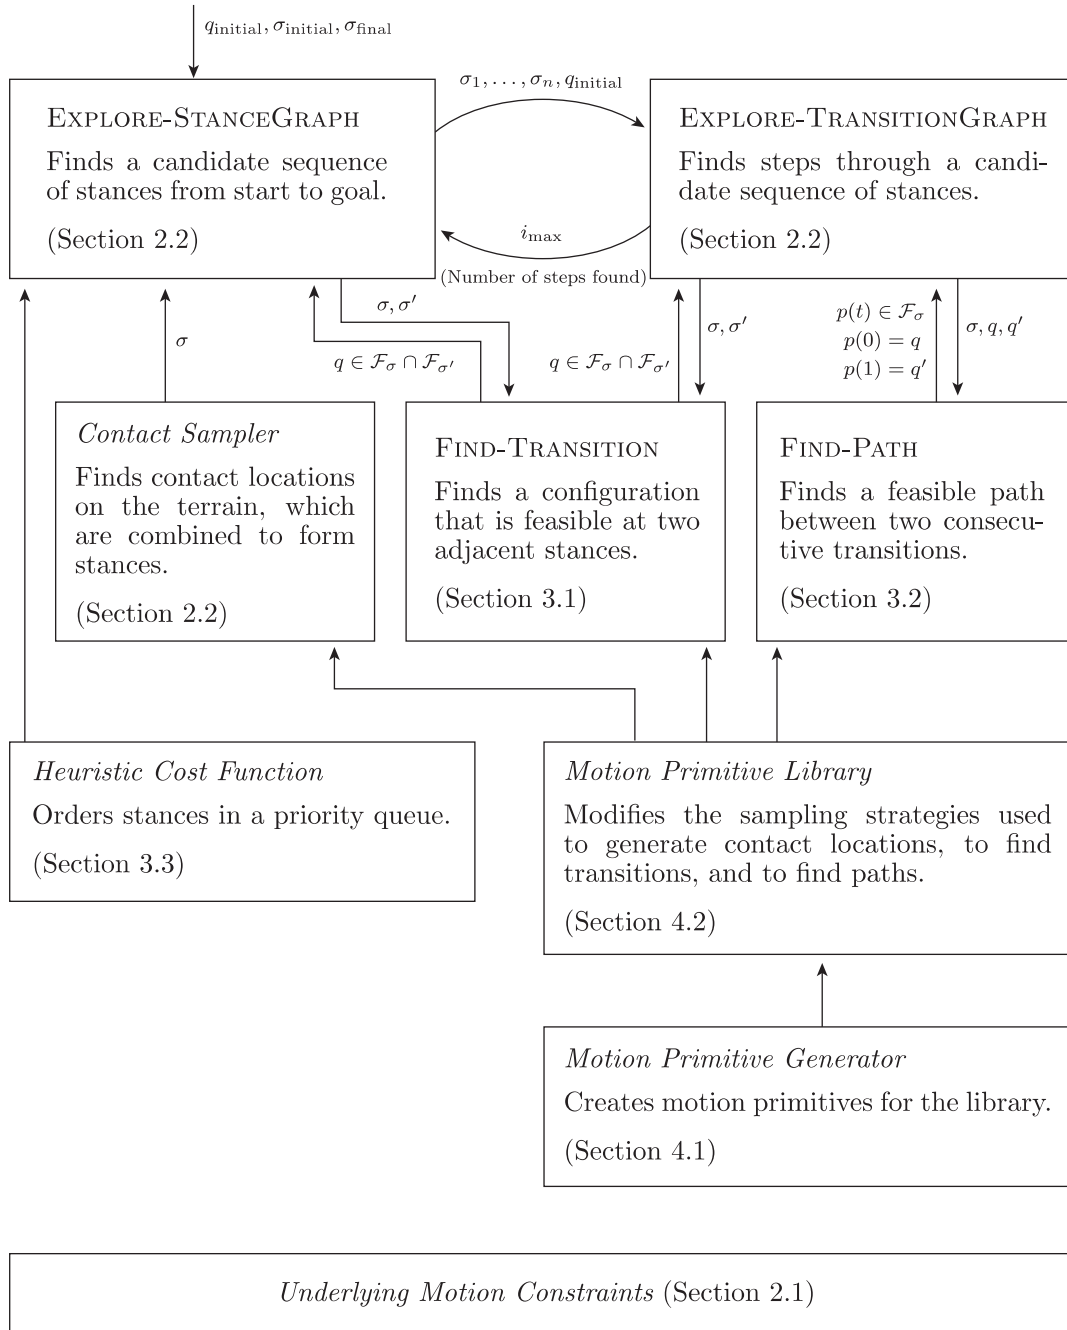 q_initial, σ_initial, σ_final
σ_1, . . . , σ_n, q_initial
EXPLORE-STANCEGRAPH
Finds a candidate sequence
of stances from start to goal.
(Section 2.2)
EXPLORE-TRANSITIONGRAPH
Finds steps through a candi-
date sequence of stances.
(Section 2.2)
i_max
(Number of steps found)
σ
σ, σ′
q ∈ F_σ ∩ F_σ′
q ∈ F_σ ∩ F_σ′
σ, σ′
p(t) ∈ F_σ
p(0) = q
p(1) = q′
σ, q, q′
Contact Sampler
Finds contact locations
on the terrain, which
are combined to form
stances.
(Section 2.2)
FIND-TRANSITION
Finds a configuration
that is feasible at two
adjacent stances.
(Section 3.1)
FIND-PATH
Finds a feasible path
between two consecu-
tive transitions.
(Section 3.2)
Heuristic Cost Function
Orders stances in a priority queue.
(Section 3.3)
Motion Primitive Library
Modifies the sampling strategies used
to generate contact locations, to find
transitions, and to find paths.
(Section 4.2)
Motion Primitive Generator
Creates motion primitives for the library.
(Section 4.1)
Underlying Motion Constraints (Section 2.1)